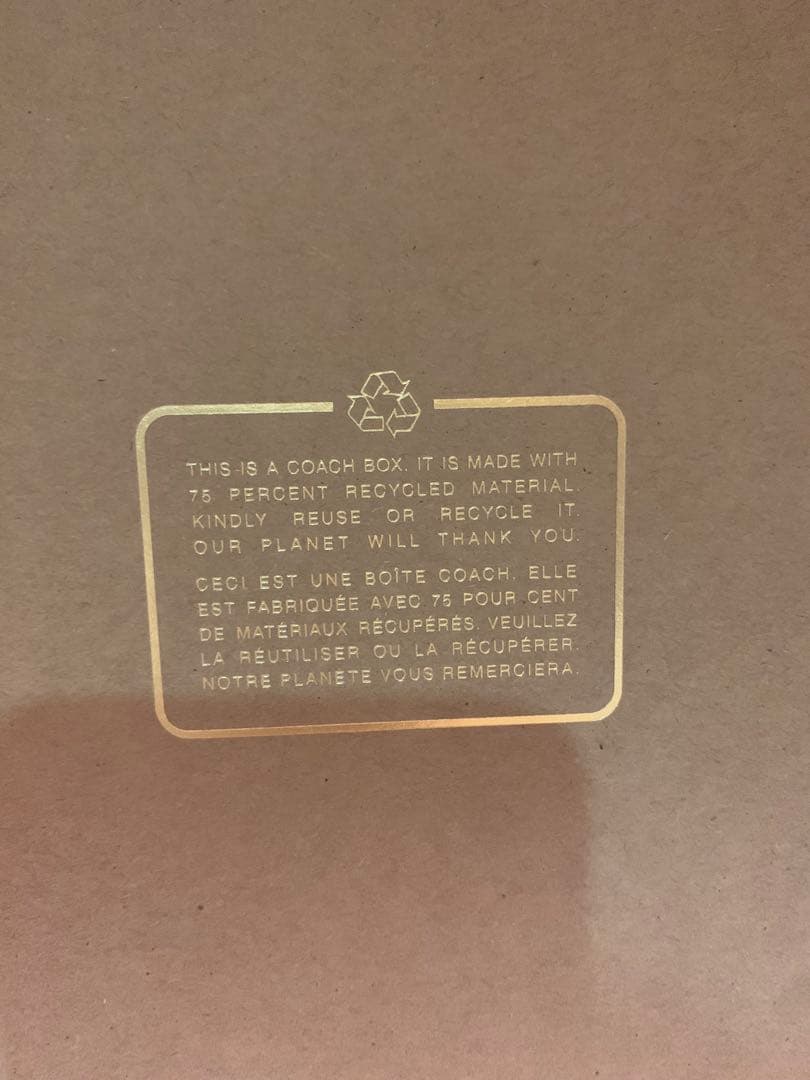 THIS IS A COACH BOX. IT IS MADE WITH
75 PERCENT RECYCLED MATERIAL.
KINDLY REUSE OR RECYCLE IT.
OUR PLANET WILL THANK YOU.
CECI EST UNE BOÎTE COACH. ELLE
EST FABRIQUÉE AVEC 75 POUR CENT
DE MATÉRIAUX RÉCUPÉRÉS. VEUILLEZ
LA RÉUTILISER OU LA RÉCUPÉRER.
NOTRE PLANETE VOUS REMERCIERA.